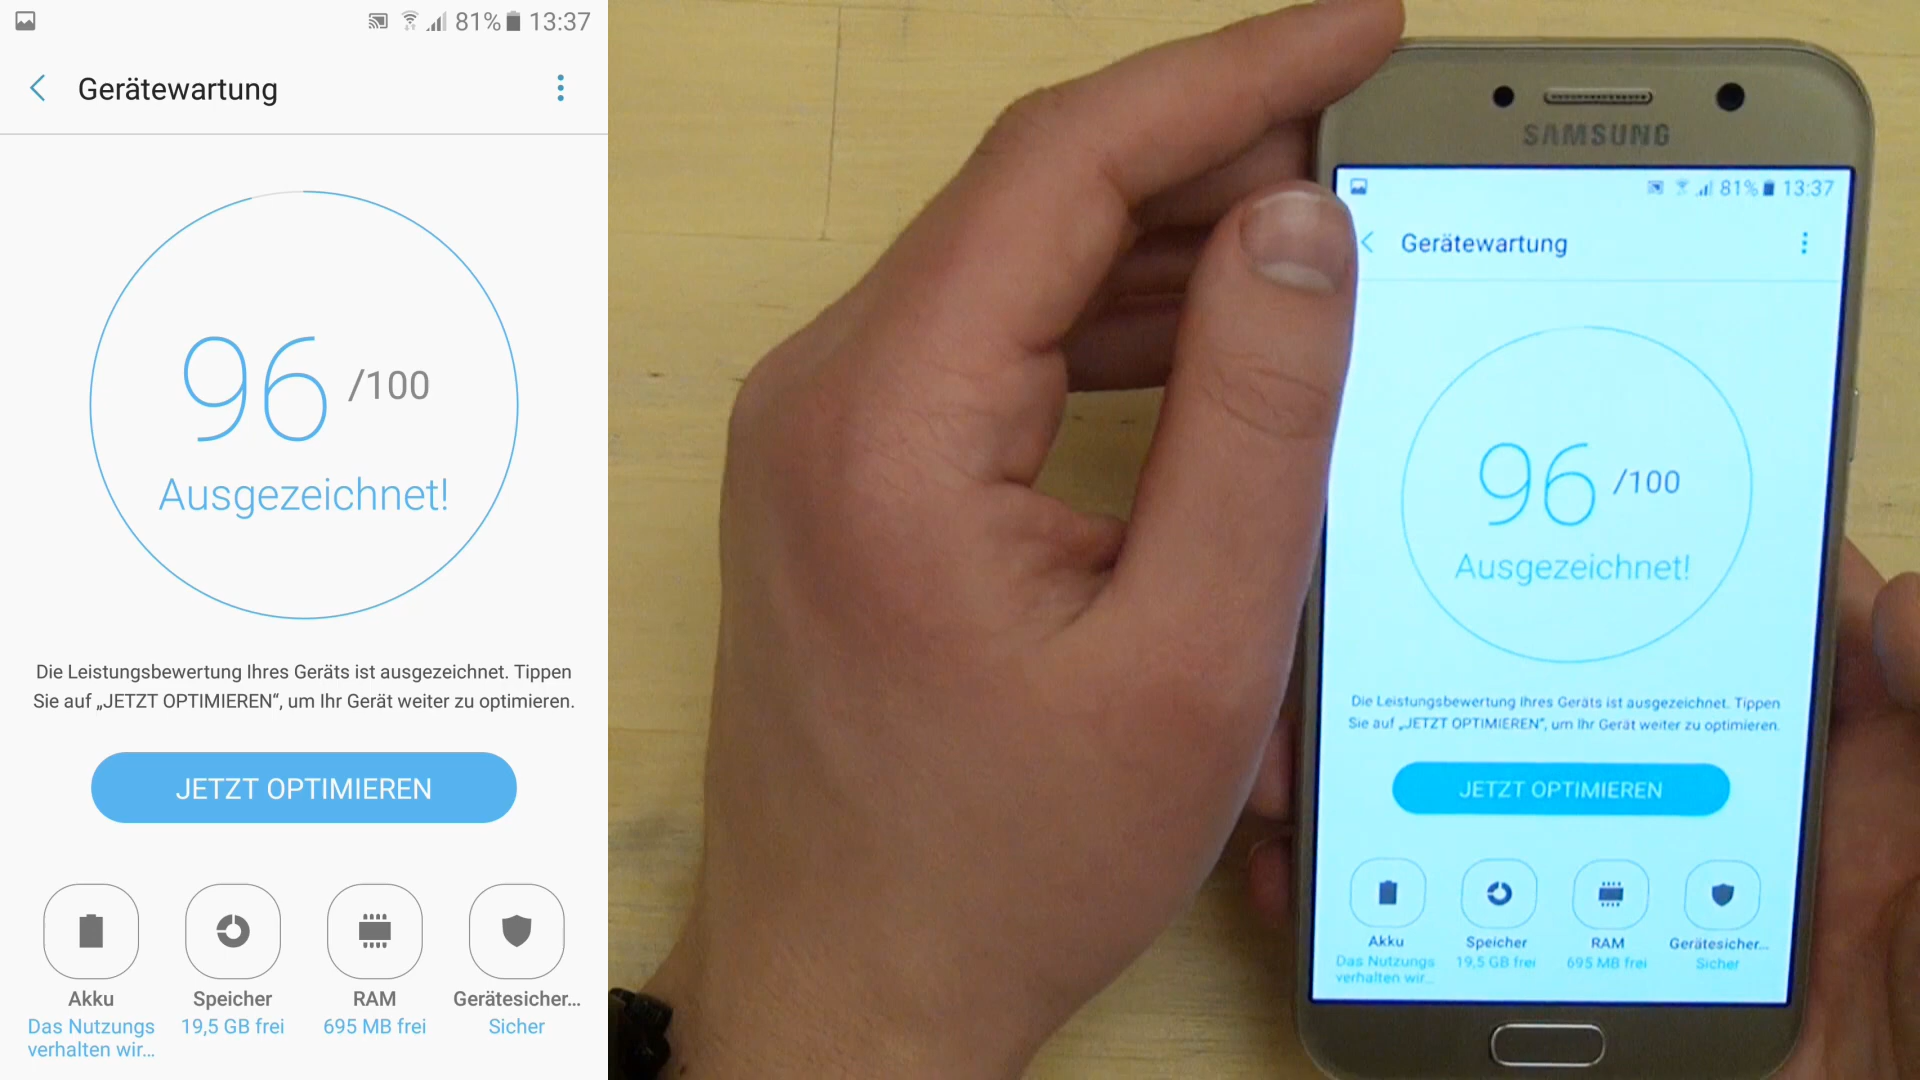 81% 13:37
Gerätewartung
96 /100
Ausgezeichnet!
Die Leistungsbewertung Ihres Geräts ist ausgezeichnet. Tippen
Sie auf „JETZT OPTIMIEREN“, um Ihr Gerät weiter zu optimieren.
JETZT OPTIMIEREN
Akku Speicher RAM Gerätesicher...
Das Nutzungs 19,5 GB frei 695 MB frei Sicher
verhalten wir...
SAMSUNG
81% 13:37
Gerätewartung
96 /100
Ausgezeichnet!
Die Leistungsbewertung Ihres Geräts ist ausgezeichnet. Tippen
Sie auf „JETZT OPTIMIEREN“, um Ihr Gerät weiter zu optimieren.
JETZT OPTIMIEREN
Akku Speicher RAM Gerätesicher...
Das Nutzungs 19,5 GB frei 695 MB frei Sicher
verhalten wir...